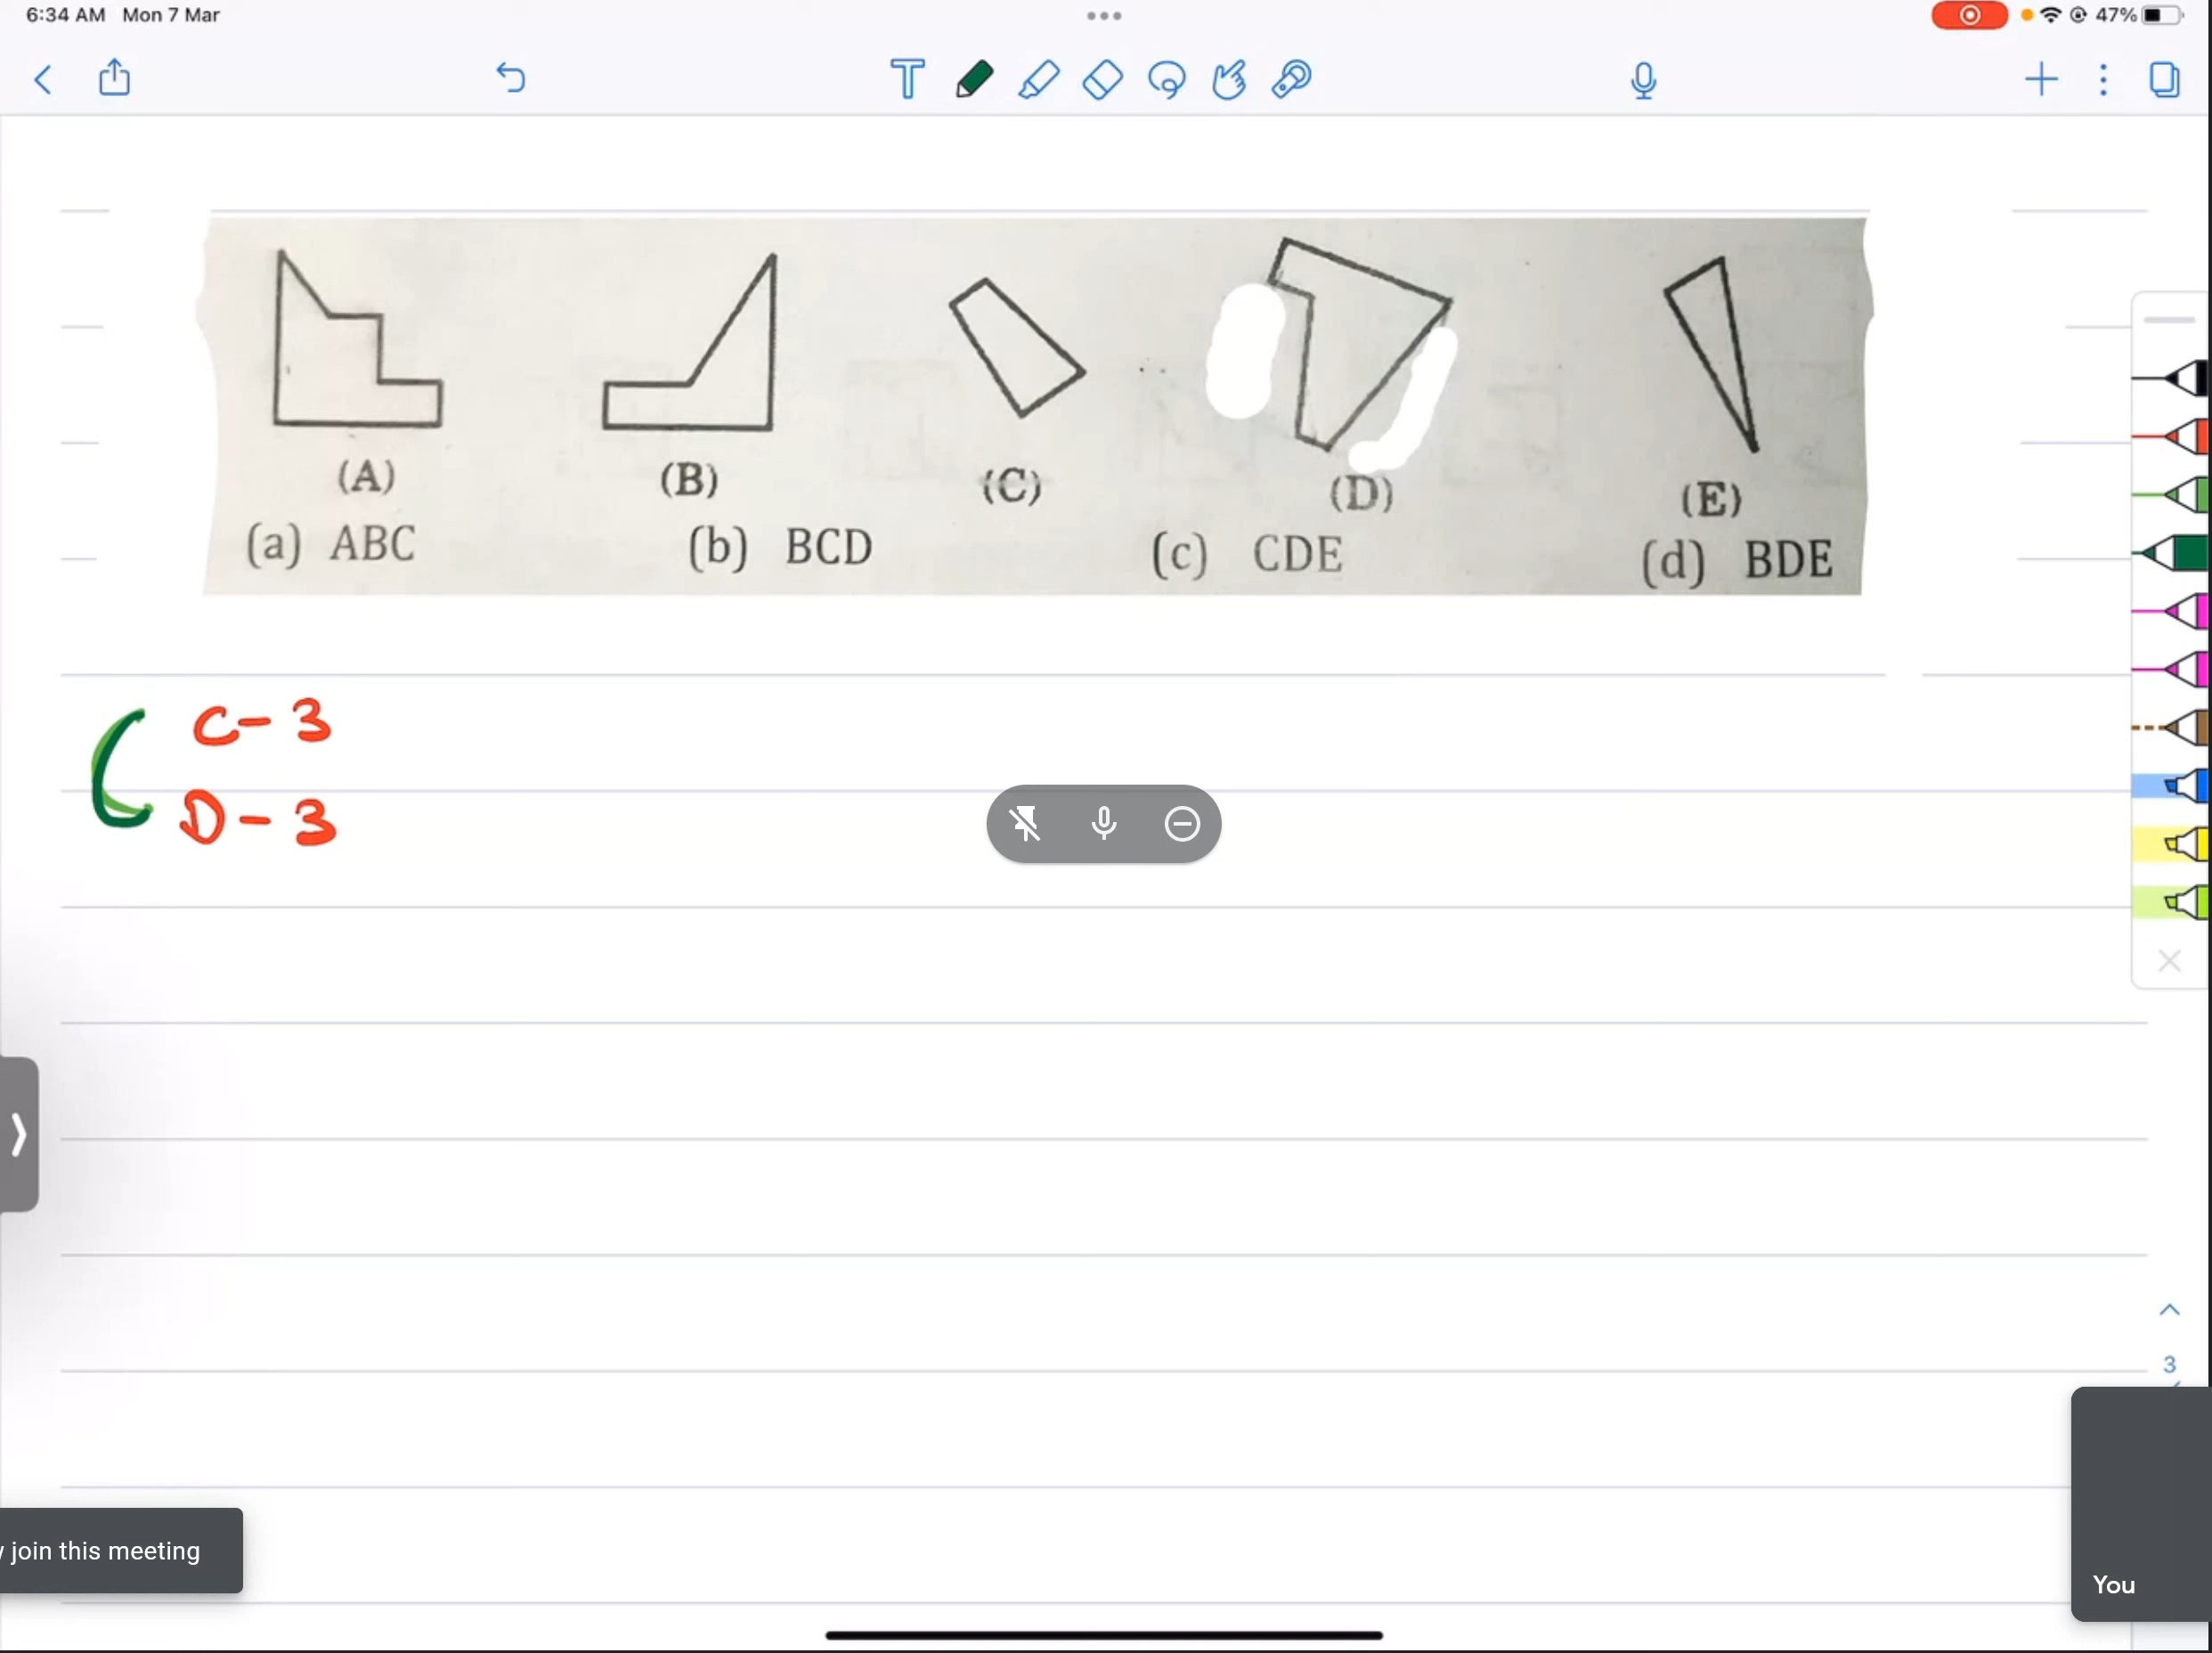 6:34 AM Mon 7 Mar
47%
T
(A)
(B)
(C)
(D)
(E)
(a) ABC
(b) BCD
(c) CDE
(d) BDE
C-3
D-3
3
join this meeting
You